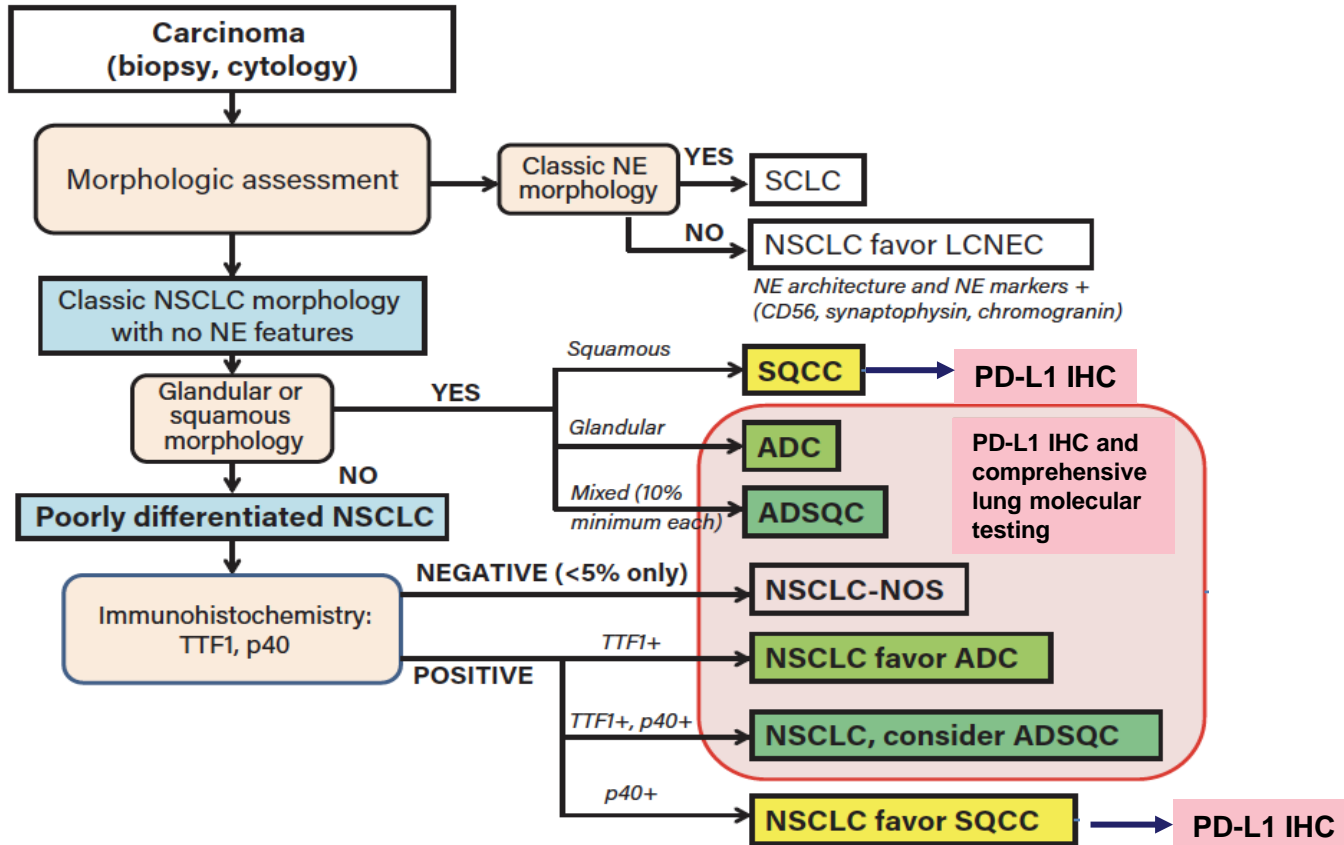 Carcinoma
(biopsy, cytology)
Morphologic assessment
Classic NE
morphology
YES
SCLC
NO
NSCLC favor LCNEC
NE architecture and NE markers +
(CD56, synaptophysin, chromogranin)
Classic NSCLC morphology
with no NE features
Glandular or
squamous
morphology
YES
Squamous
SQCC
PD-L1 IHC
Glandular
ADC
PD-L1 IHC and
comprehensive
lung molecular
testing
Mixed (10%
minimum each)
ADSQC
NO
Poorly differentiated NSCLC
Immunohistochemistry:
TTF1, p40
NEGATIVE (<5% only)
NSCLC-NOS
POSITIVE
TTF1+
NSCLC favor ADC
TTF1+, p40+
NSCLC, consider ADSQC
p40+
NSCLC favor SQCC
PD-L1 IHC